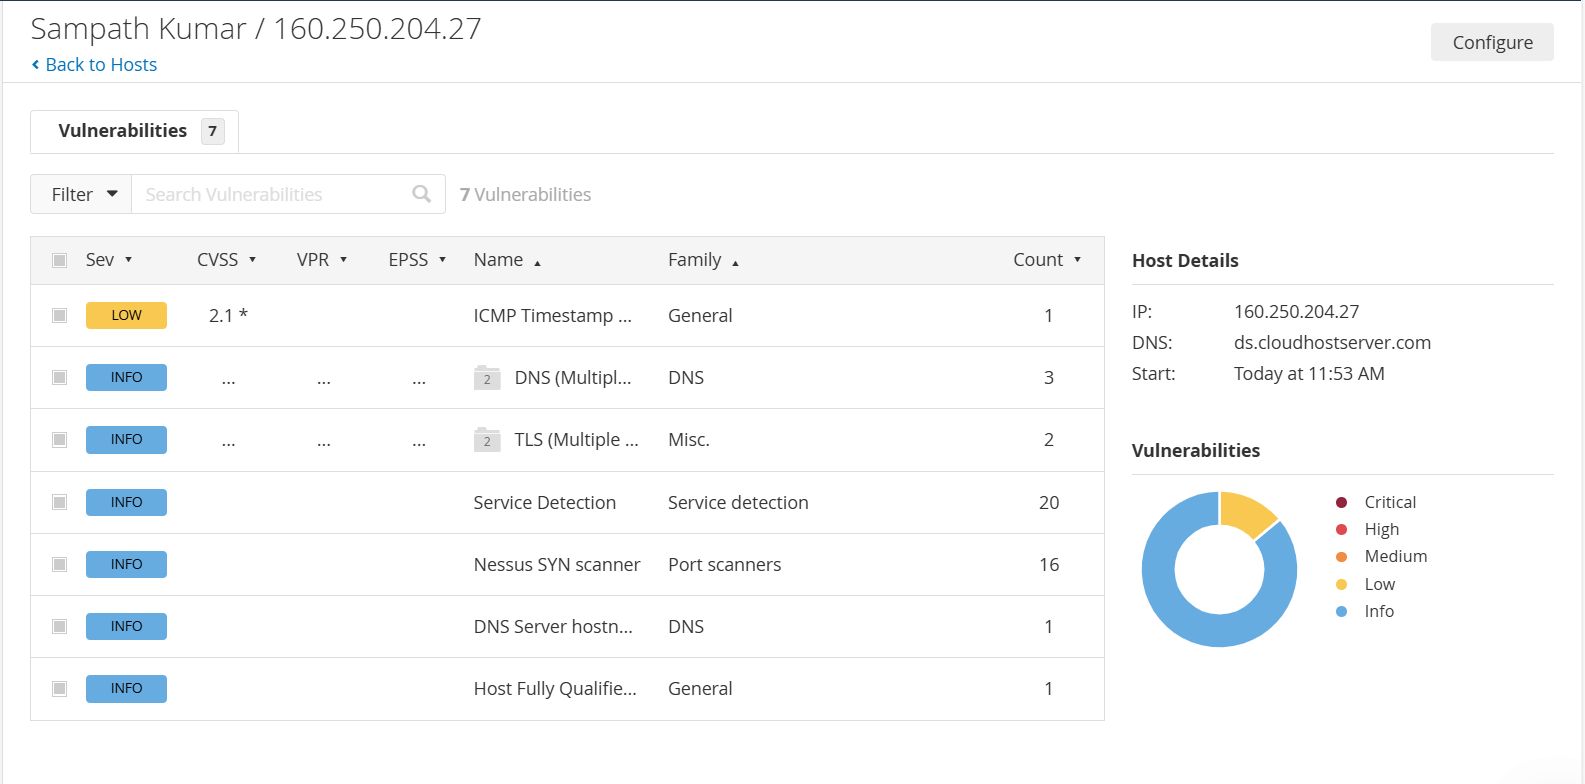 Sampath Kumar / 160.250.204.27
Configure
Back to Hosts
Vulnerabilities 7
Filter Search Vulnerabilities 7 Vulnerabilities
Sev CVSS VPR EPSS Name Family Count
LOW 2.1 * ICMP Timestamp ... General 1
INFO ... ... ... 2 DNS (Multipl... DNS 3
INFO ... ... ... 2 TLS (Multiple ... Misc. 2
INFO Service Detection Service detection 20
INFO Nessus SYN scanner Port scanners 16
INFO DNS Server hostn... DNS 1
INFO Host Fully Qualifie... General 1
Host Details
IP: 160.250.204.27
DNS: ds.cloudhostserver.com
Start: Today at 11:53 AM
Vulnerabilities
Critical
High
Medium
Low
Info